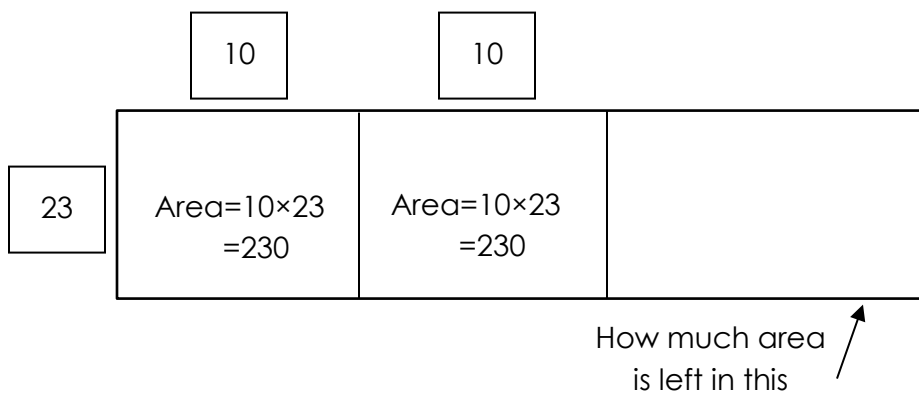 10
10
23
Area=10×23
=230
Area=10×23
=230
How much area
is left in this